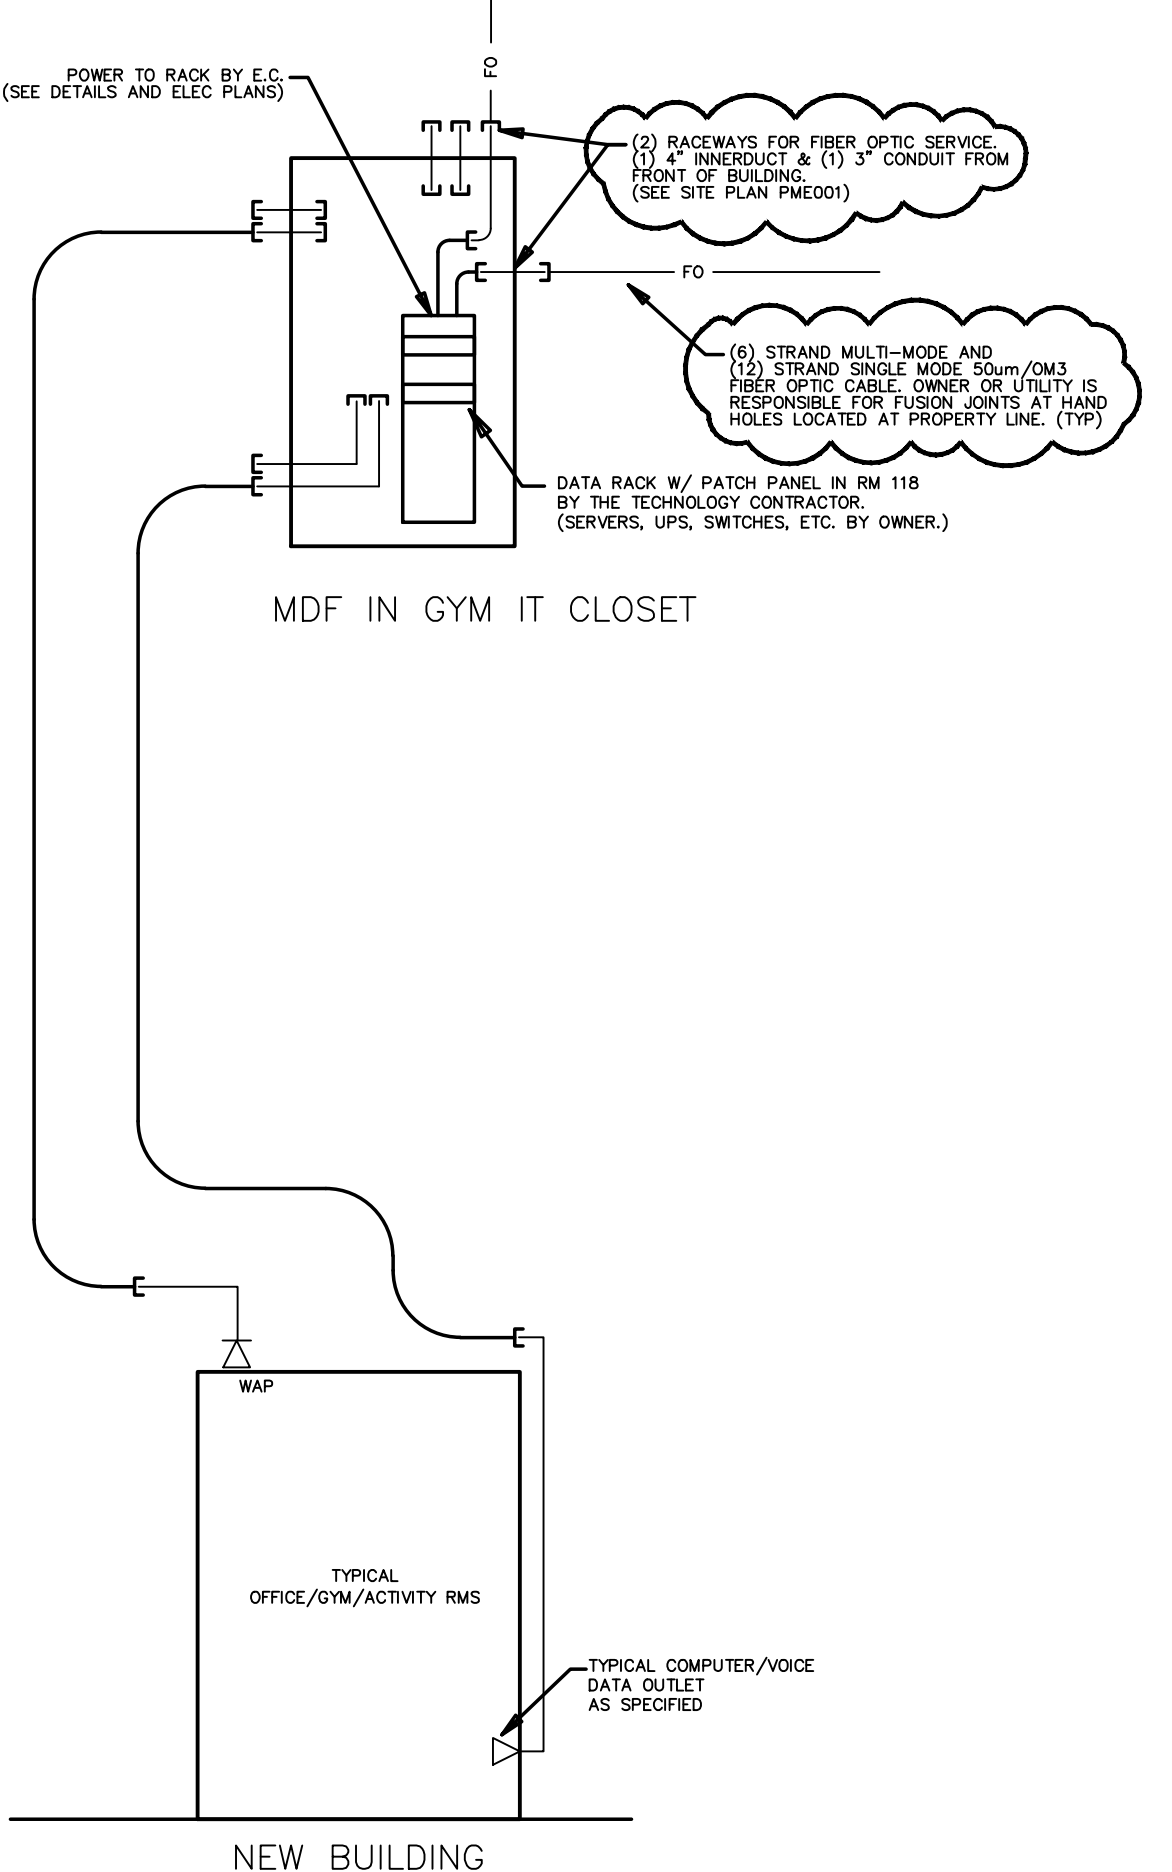 FO
POWER TO RACK BY E.C.
(SEE DETAILS AND ELEC PLANS)
(2) RACEWAYS FOR FIBER OPTIC SERVICE.
(1) 4" INNERDUCT & (1) 3" CONDUIT FROM
FRONT OF BUILDING.
(SEE SITE PLAN PME001)
FO
(6) STRAND MULTI-MODE AND
(12) STRAND SINGLE MODE 50um/OM3
FIBER OPTIC CABLE. OWNER OR UTILITY IS
RESPONSIBLE FOR FUSION JOINTS AT HAND
HOLES LOCATED AT PROPERTY LINE. (TYP)
DATA RACK W/ PATCH PANEL IN RM 118
BY THE TECHNOLOGY CONTRACTOR.
(SERVERS, UPS, SWITCHES, ETC. BY OWNER.)
MDF IN GYM IT CLOSET
WAP
TYPICAL
OFFICE/GYM/ACTIVITY RMS
TYPICAL COMPUTER/VOICE
DATA OUTLET
AS SPECIFIED
NEW BUILDING